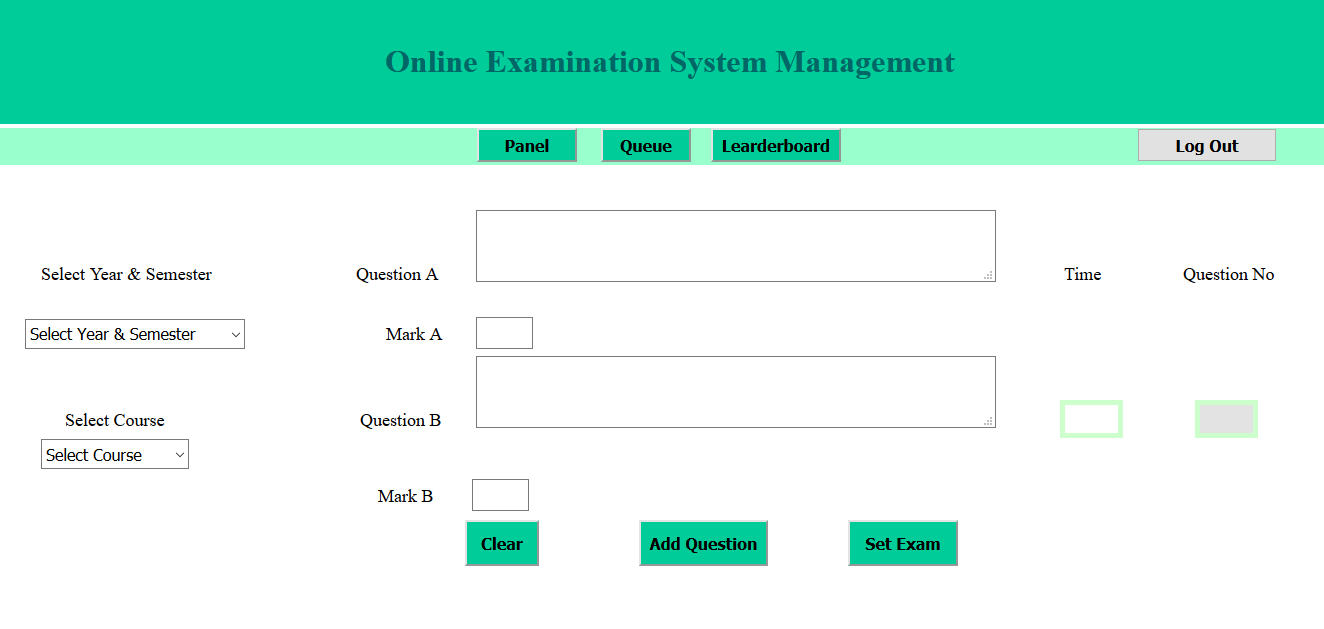 Online Examination System Management
Panel Queue Learderboard Log Out
Select Year & Semester Question A Time Question No
Select Year & Semester Mark A
Select Course Question B
Select Course
Mark B
Clear Add Question Set Exam